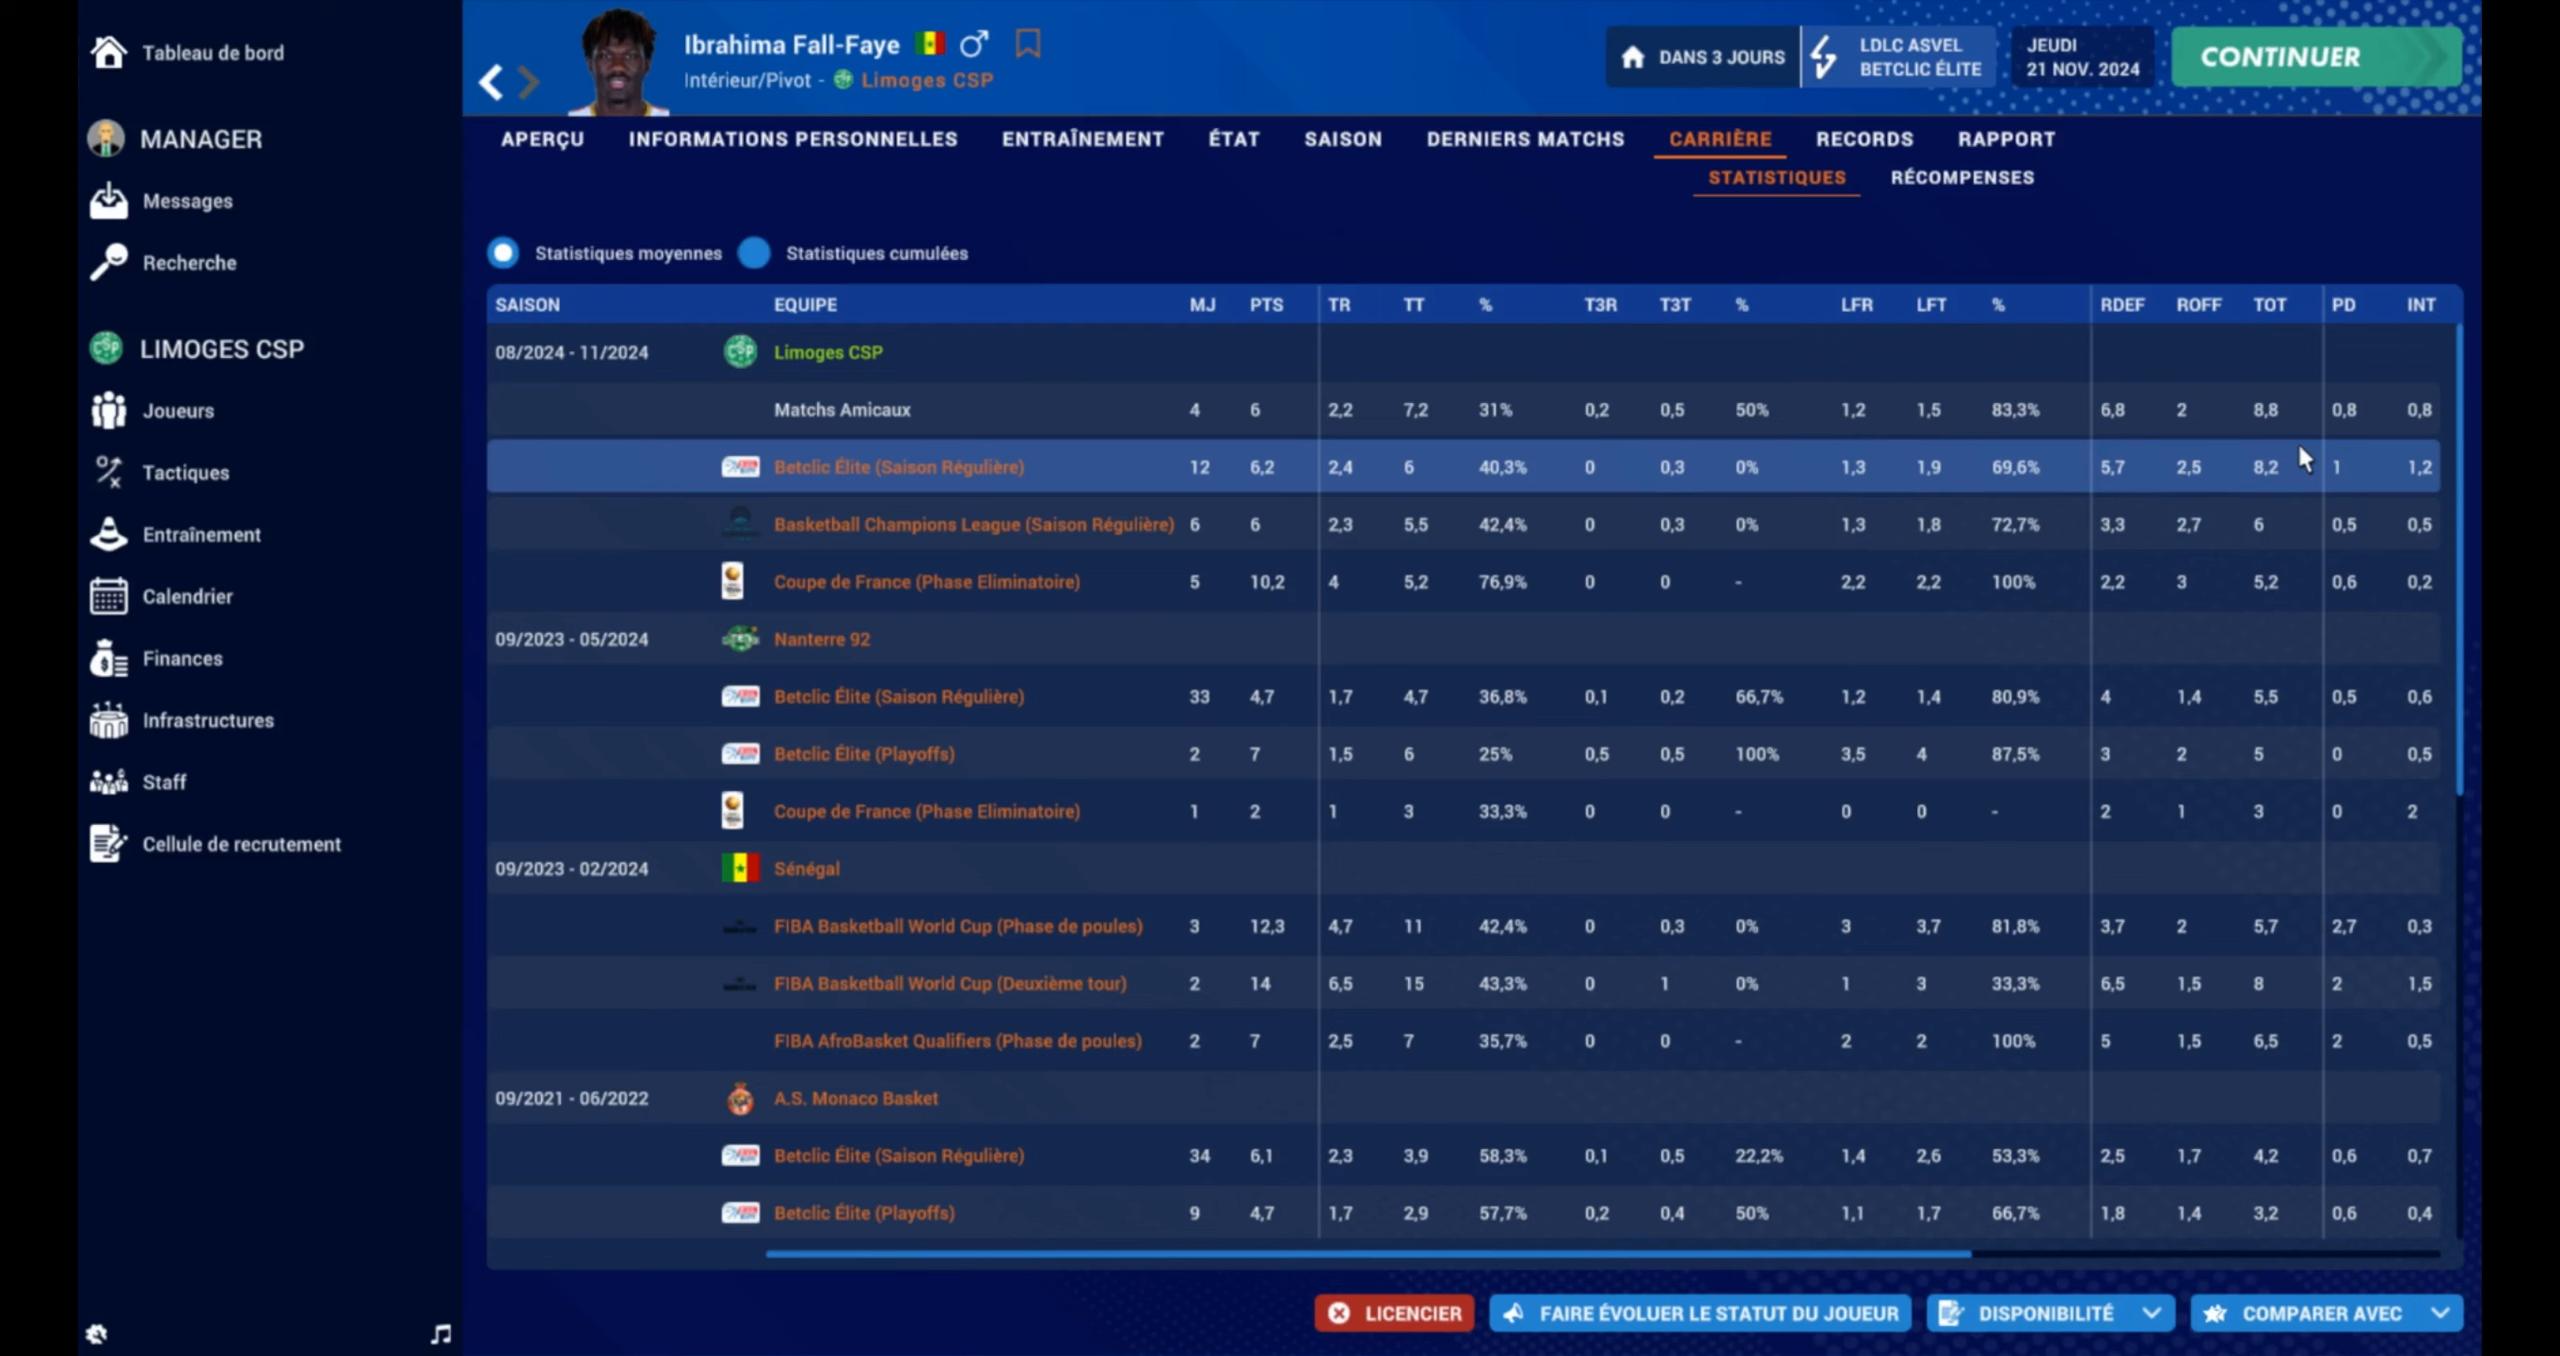 Tableau de bord
MANAGER
Messages
Recherche
LIMOGES CSP
Joueurs
Tactiques
Entraînement
Calendrier
Finances
Infrastructures
Staff
Cellule de recrutement
Ibrahima Fall-Faye
Intérieur/Pivot - Limoges CSP
DANS 3 JOURS
LDLC ASVEL
BETCLIC ÉLITE
JEUDI
21 NOV. 2024
CONTINUER
APERÇU INFORMATIONS PERSONNELLES ENTRAÎNEMENT ÉTAT SAISON DERNIERS MATCHS CARRIÈRE RECORDS RAPPORT
STATISTIQUES RÉCOMPENSES
Statistiques moyennes Statistiques cumulées
SAISON EQUIPE MJ PTS TR TT % T3R T3T % LFR LFT % RDEF ROFF TOT PD INT
08/2024 - 11/2024 CSP Limoges CSP
Matchs Amicaux 4 6 2,2 7,2 31% 0,2 0,5 50% 1,2 1,5 83,3% 6,8 2 8,8 0,8 0,8
Betclic Élite (Saison Régulière) 12 6,2 2,4 6 40,3% 0 0,3 0% 1,3 1,9 69,6% 5,7 2,5 8,2 1 1,2
Basketball Champions League (Saison Régulière) 6 6 2,3 5,5 42,4% 0 0,3 0% 1,3 1,8 72,7% 3,3 2,7 6 0,5 0,5
Coupe de France (Phase Eliminatoire) 5 10,2 4 5,2 76,9% 0 0 - 2,2 2,2 100% 2,2 3 5,2 0,6 0,2
09/2023 - 05/2024 Nanterre 92
Betclic Élite (Saison Régulière) 33 4,7 1,7 4,7 36,8% 0,1 0,2 66,7% 1,2 1,4 80,9% 4 1,4 5,5 0,5 0,6
Betclic Élite (Playoffs) 2 7 1,5 6 25% 0,5 0,5 100% 3,5 4 87,5% 3 2 5 0 0,5
Coupe de France (Phase Eliminatoire) 1 2 1 3 33,3% 0 0 - 0 0 - 2 1 3 0 2
09/2023 - 02/2024 Sénégal
FIBA Basketball World Cup (Phase de poules) 3 12,3 4,7 11 42,4% 0 0,3 0% 3 3,7 81,8% 3,7 2 5,7 2,7 0,3
FIBA Basketball World Cup (Deuxième tour) 2 14 6,5 15 43,3% 0 1 0% 1 3 33,3% 6,5 1,5 8 2 1,5
FIBA AfroBasket Qualifiers (Phase de poules) 2 7 2,5 7 35,7% 0 0 - 2 2 100% 5 1,5 6,5 2 0,5
09/2021 - 06/2022 A.S. Monaco Basket
Betclic Élite (Saison Régulière) 34 6,1 2,3 3,9 58,3% 0,1 0,5 22,2% 1,4 2,6 53,3% 2,5 1,7 4,2 0,6 0,7
Betclic Élite (Playoffs) 9 4,7 1,7 2,9 57,7% 0,2 0,4 50% 1,1 1,7 66,7% 1,8 1,4 3,2 0,6 0,4
LICENCIER FAIRE ÉVOLUER LE STATUT DU JOUEUR DISPONIBILITÉ COMPARER AVEC